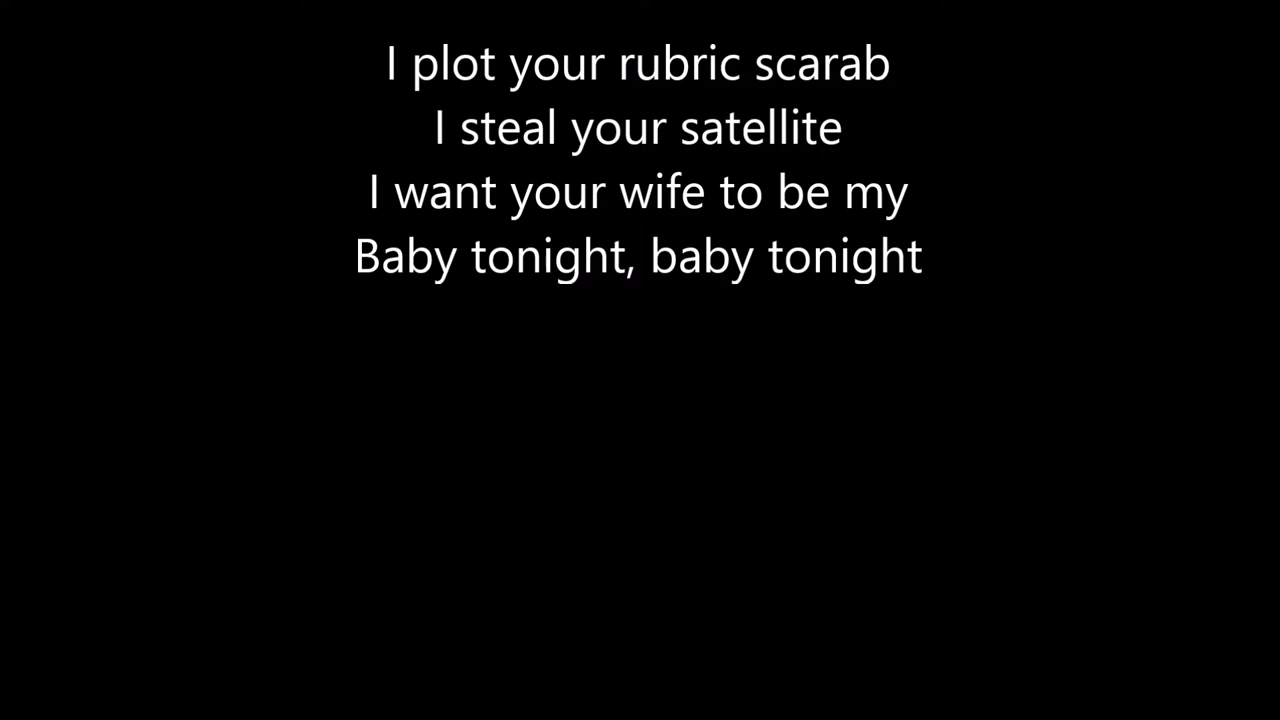 I plot your rubric scarab
I steal your satellite
I want your wife to be my
Baby tonight, baby tonight